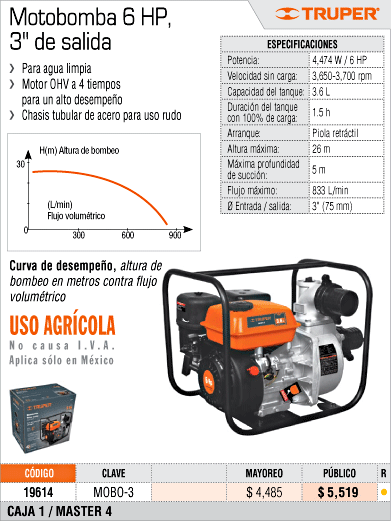 Motobomba 6 HP,
3" de salida
TRUPER
› Para agua limpia
› Motor OHV a 4 tiempos
para un alto desempeño
› Chasis tubular de acero para uso rudo
ESPECIFICACIONES
Potencia: 4,474 W / 6 HP
Velocidad sin carga: 3,650-3,700 rpm
Capacidad del tanque: 3.6 L
Duración del tanque
con 100% de carga: 1.5 h
Arranque: Piola retráctil
Altura máxima: 26 m
Máxima profundidad
de succión: 5 m
Flujo máximo: 833 L/min
Ø Entrada / salida: 3" (75 mm)
H(m) Altura de bombeo
30
(L/min)
Flujo volumétrico
0
300 600 900
Curva de desempeño, altura de
bombeo en metros contra flujo
volumétrico
USO AGRÍCOLA
No causa I.V.A.
Aplica sólo en México
TRUPER
TRUPER
CÓDIGO CLAVE MAYOREO PÚBLICO R
19614 MOBO-3 $ 4,485 $ 5,519
CAJA 1 / MASTER 4